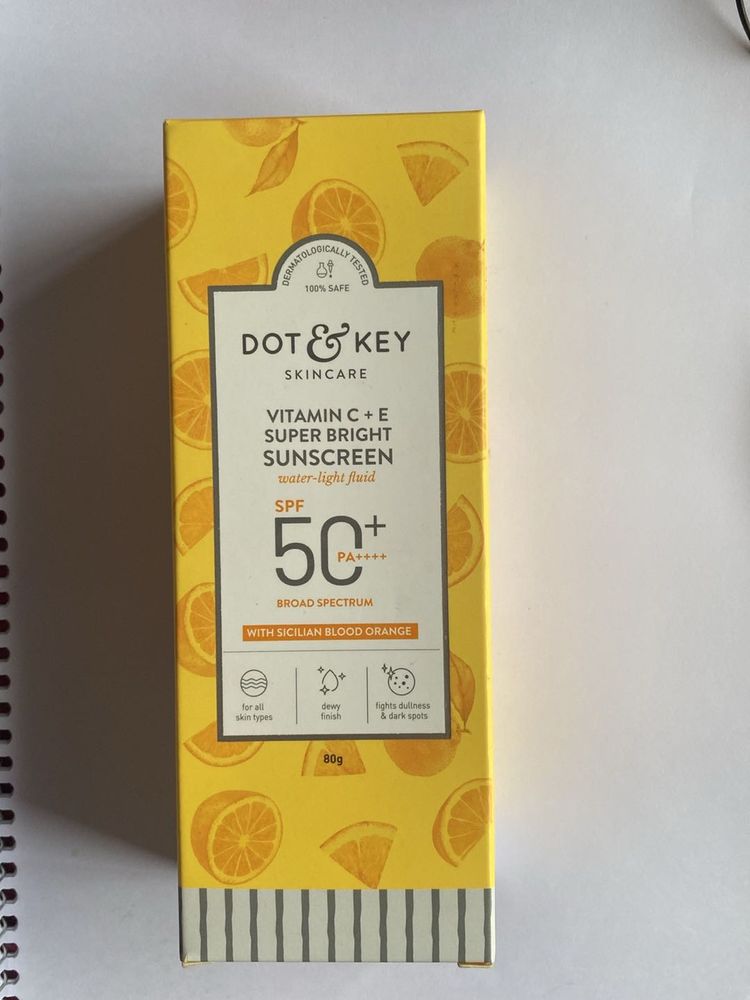 DERMATOLOGICALLY TESTED
100% SAFE
DOT & KEY
SKINCARE
VITAMIN C + E
SUPER BRIGHT
SUNSCREEN
water-light fluid
SPF
50+
PA++++
BROAD SPECTRUM
WITH SICILIAN BLOOD ORANGE
for all
skin types
dewy
finish
fights dullness
& dark spots
80g